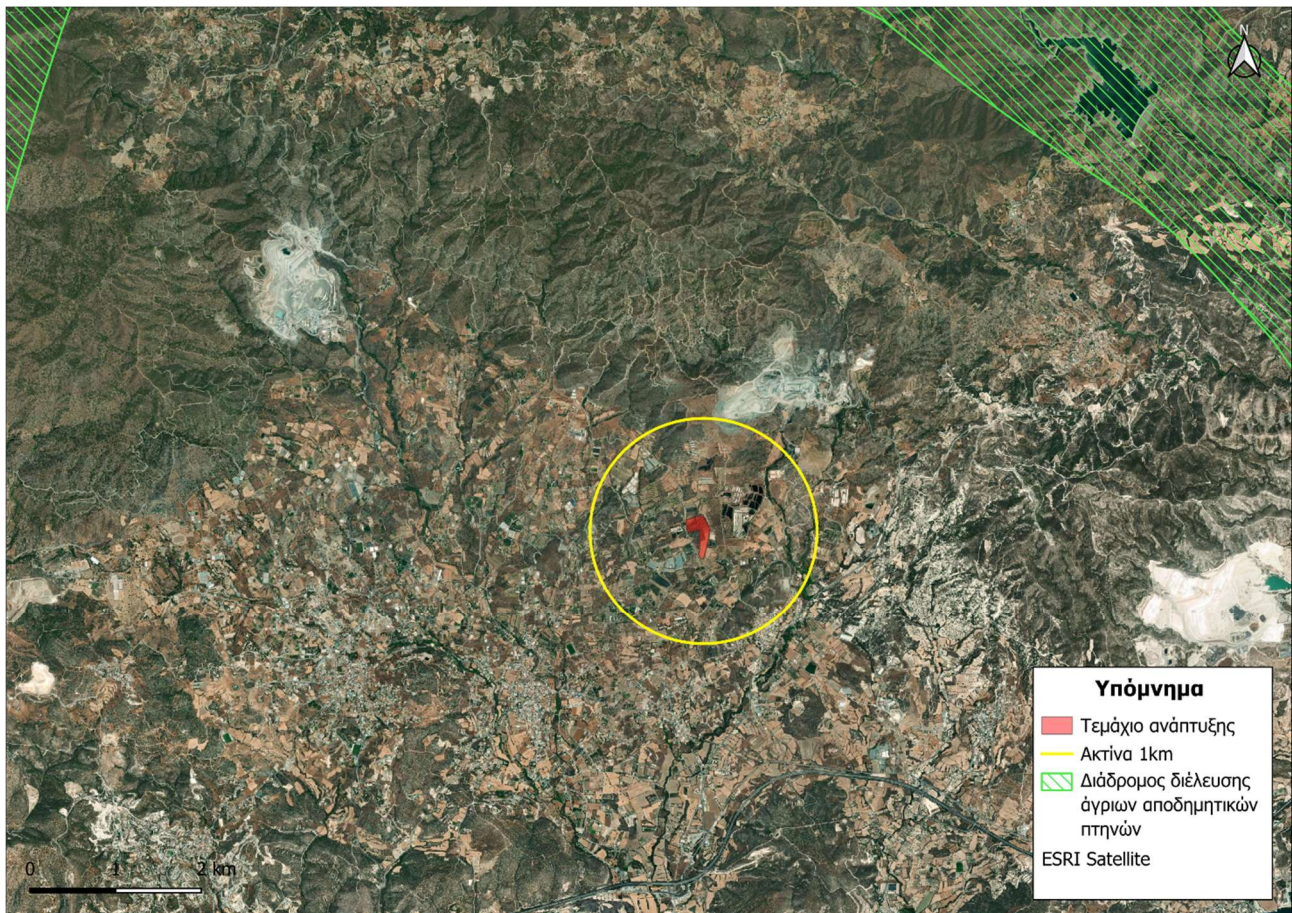 N
Υπόμνημα
Τεμάχιο ανάπτυξης
Ακτίνα 1km
Διάδρομος διέλευσης
άγριων αποδημητικών
πτηνών
ESRI Satellite
0 1 2 km